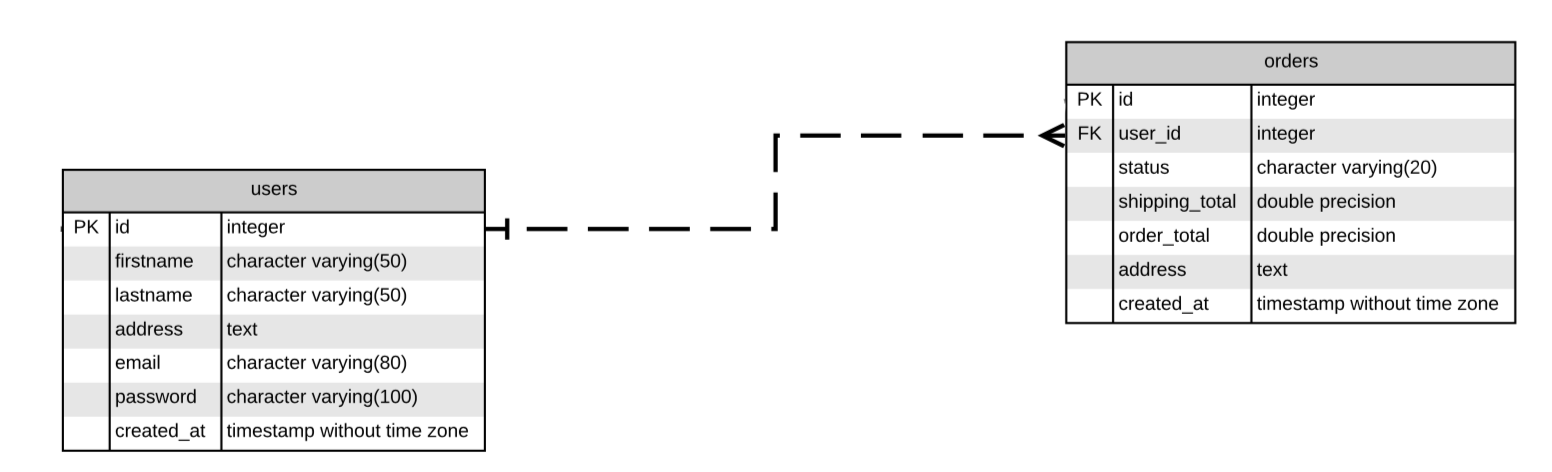 users
PK id integer
firstname character varying(50)
lastname character varying(50)
address text
email character varying(80)
password character varying(100)
created_at timestamp without time zone
orders
PK id integer
FK user_id integer
status character varying(20)
shipping_total double precision
order_total double precision
address text
created_at timestamp without time zone